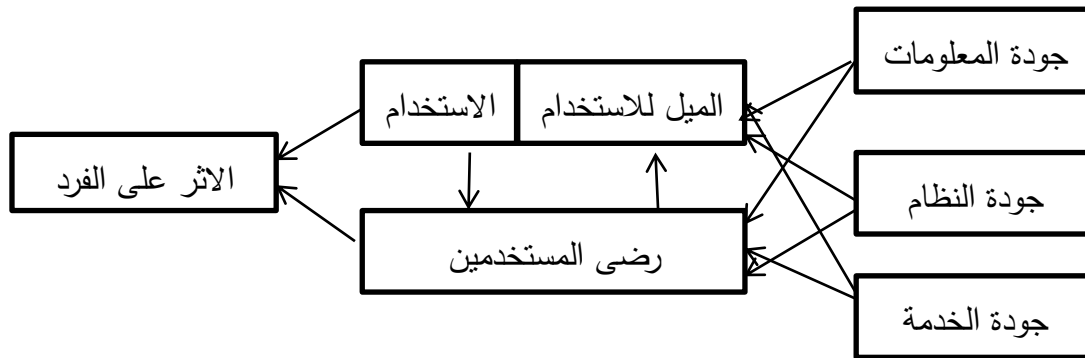 جودة المعلومات
الميل للاستخدام
الاستخدام
جودة النظام
الاثر على الفرد
رضى المستخدمين
جودة الخدمة